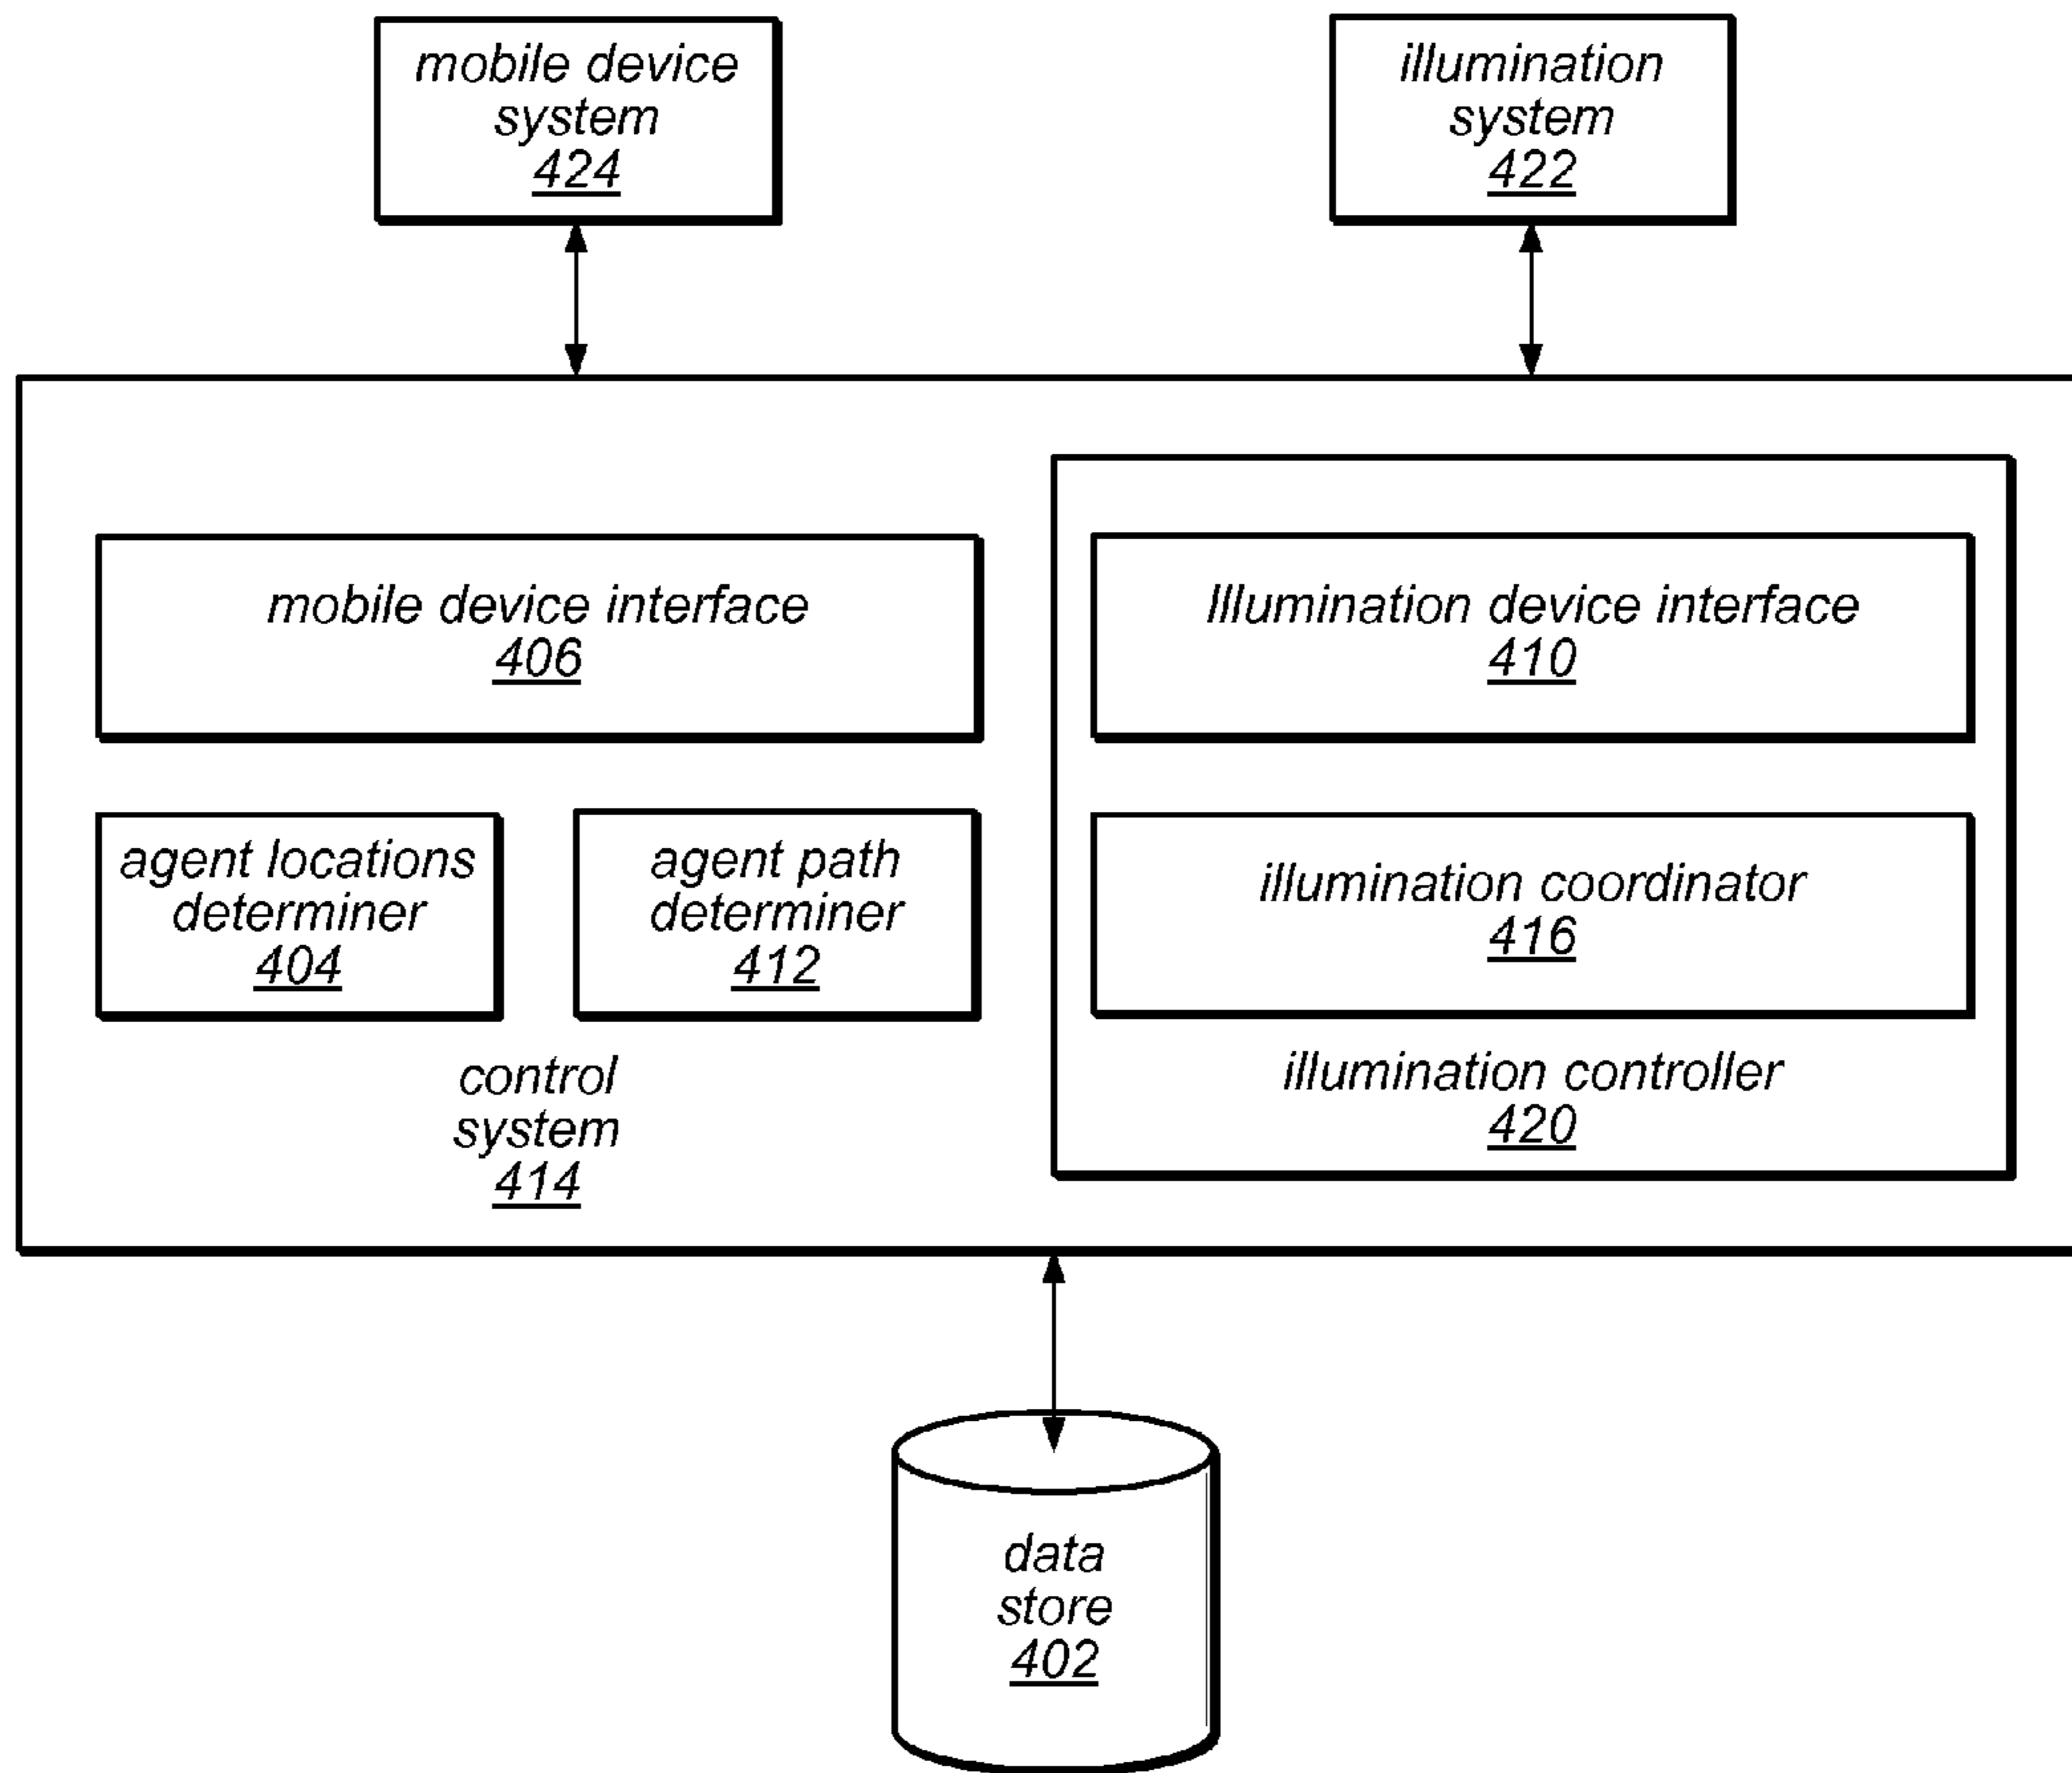 mobile device
system
424
illumination
system
422
mobile device interface
406
Illumination device interface
410
agent locations
determiner
404
agent path
determiner
412
illumination coordinator
416
control
system
414
illumination controller
420
data
store
402